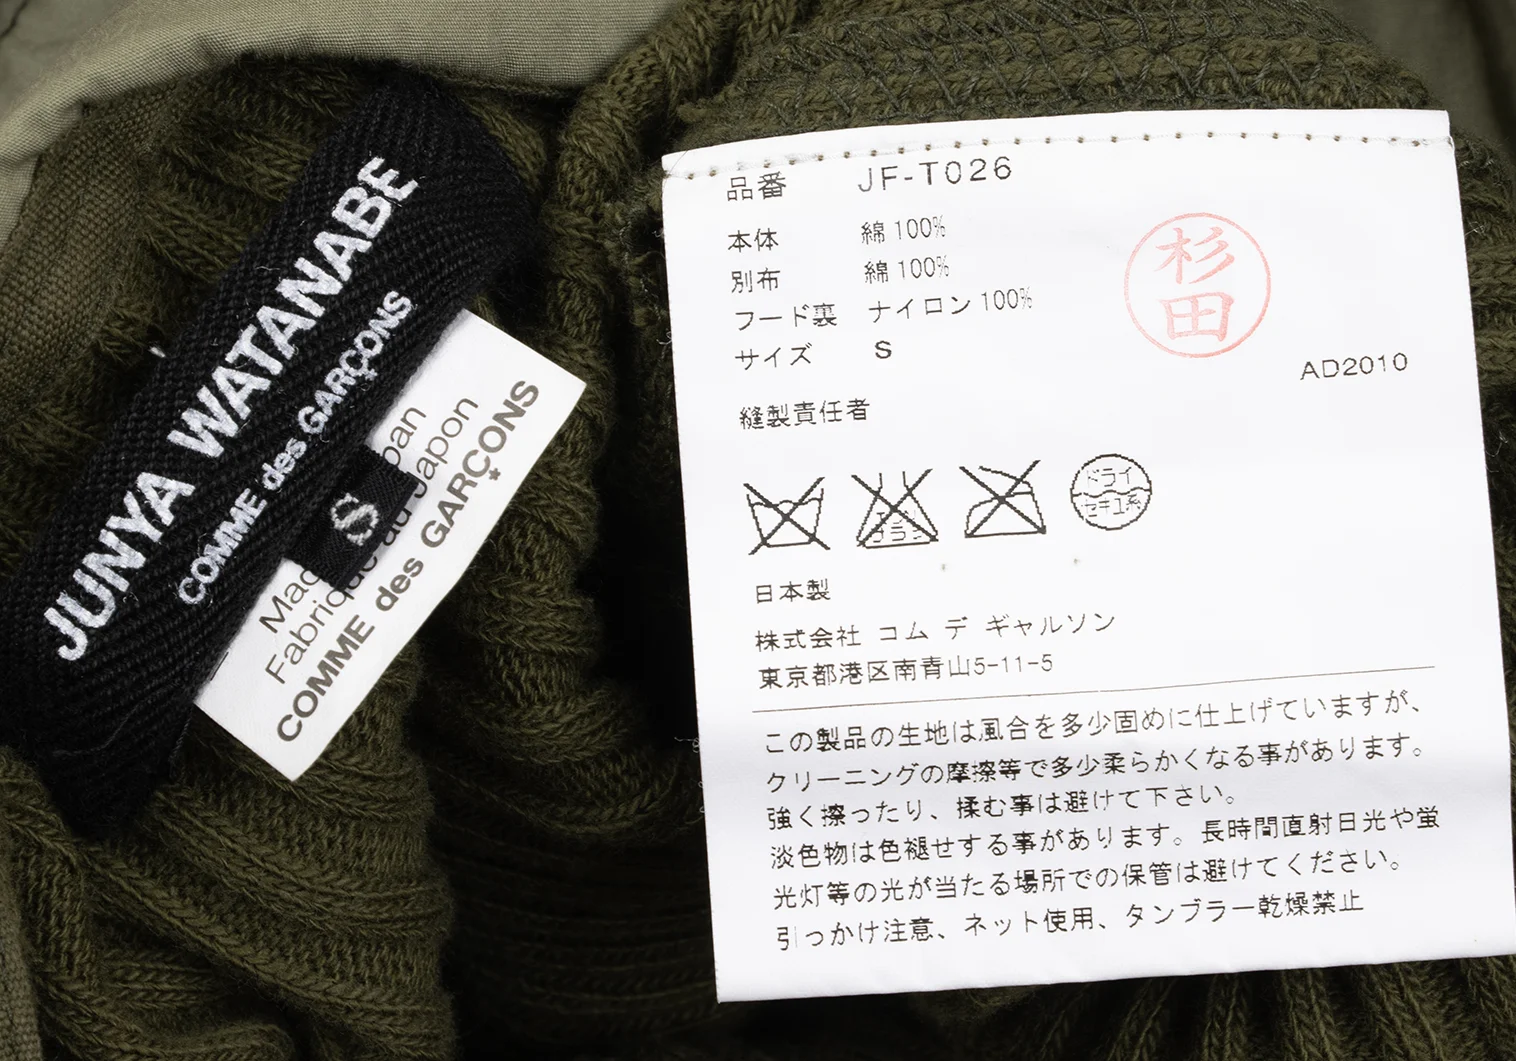 JUNYA WATANABE
COMME des GARÇONS
S
Fabriqué au Japon
COMME des GARÇONS
品番 JF-T026
本体 綿 100%
別布 綿 100%
フード裏 ナイロン 100%
サイズ S
杉田
AD2010
縫製責任者
ドライ
セキユ系
日本製
株式会社 コム デ ギャルソン
東京都港区南青山5-11-5
この製品の生地は風合を多少固めに仕上げていますが、
クリーニングの摩擦等で多少柔らかくなる事があります。
強く擦ったり、揉む事は避けて下さい。
淡色物は色褪せする事があります。長時間直射日光や蛍
光灯等の光が当たる場所での保管は避けてください。
引っかけ注意、ネット使用、タンブラー乾燥禁止